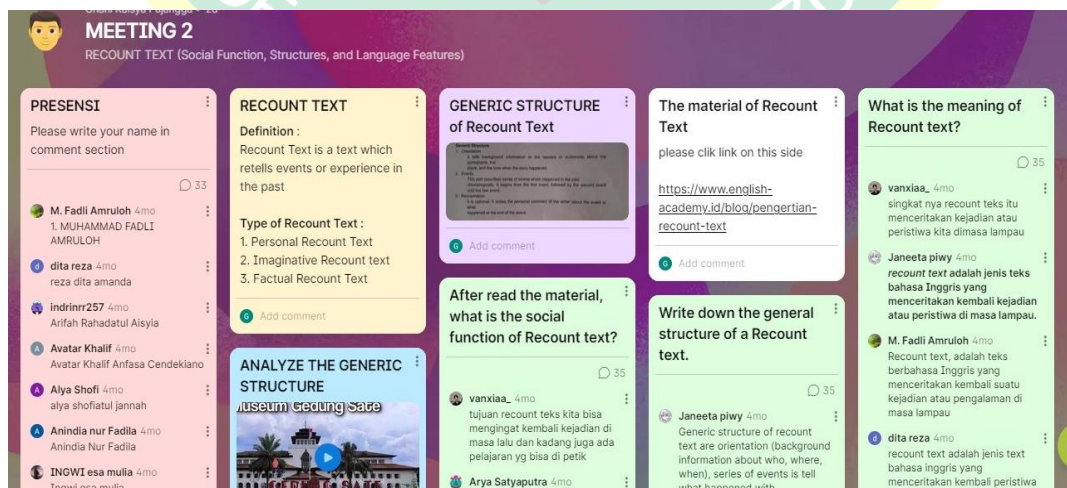 MEETING 2
RECOUNT TEXT (Social Function, Structures, and Language Features)
PRESENSI
Please write your name in
comment section
33
M. Fadli Amruloh 4mo
1. MUHAMMAD FADLI
AMRULOH
dita reza 4mo
reza dita amanda
indrinrr257 4mo
Arifah Rahadatul Aisyia
Avatar Khalif 4mo
Avatar Khalif Anfasa Cendekiano
Alya Shofi 4mo
alya shofiatul jannah
Anindia nur Fadila 4mo
Anindia Nur Fadila
INGWI esa mulia 4mo
Ingwi esa mulia
RECOUNT TEXT
Definition :
Recount Text is a text which
retells events or experience in
the past
Type of Recount Text :
1. Personal Recount Text
2. Imaginative Recount text
3. Factual Recount Text
Add comment
ANALYZE THE GENERIC
STRUCTURE
Museum Gedung Sate
GENERIC STRUCTURE
of Recount Text
Add comment
After read the material,
what is the social
function of Recount text?
35
vanxiaa_ 4mo
tujuan recount teks kita bisa
mengingat kembali kejadian di
masa lalu dan kadang juga ada
pelajaran yg bisa di petik
Arya Satyaputra 4mo
The material of Recount
Text
please clik link on this side
https://www.english-
academy.id/blog/pengertian-
recount-text
Add comment
Write down the general
structure of a Recount
text.
35
Janeeta piwy 4mo
Generic structure of recount
text are orientation (background
information about who, where,
when), series of events is tell
what happened with
What is the meaning of
Recount text?
35
vanxiaa_ 4mo
singkat nya recount teks itu
menceritakan kejadian atau
peristiwa kita dimasa lampau
Janeeta piwy 4mo
recount text adalah jenis teks
bahasa Inggris yang
menceritakan kembali kejadian
atau peristiwa di masa lampau.
M. Fadli Amruloh 4mo
Recount text, adalah teks
berbahasa Inggris yang
menceritakan kembali suatu
kejadian atau pengalaman di
masa lampau
dita reza 4mo
recount text adalah jenis text
bahasa inggris yang
menceritakan kembali peristiwa